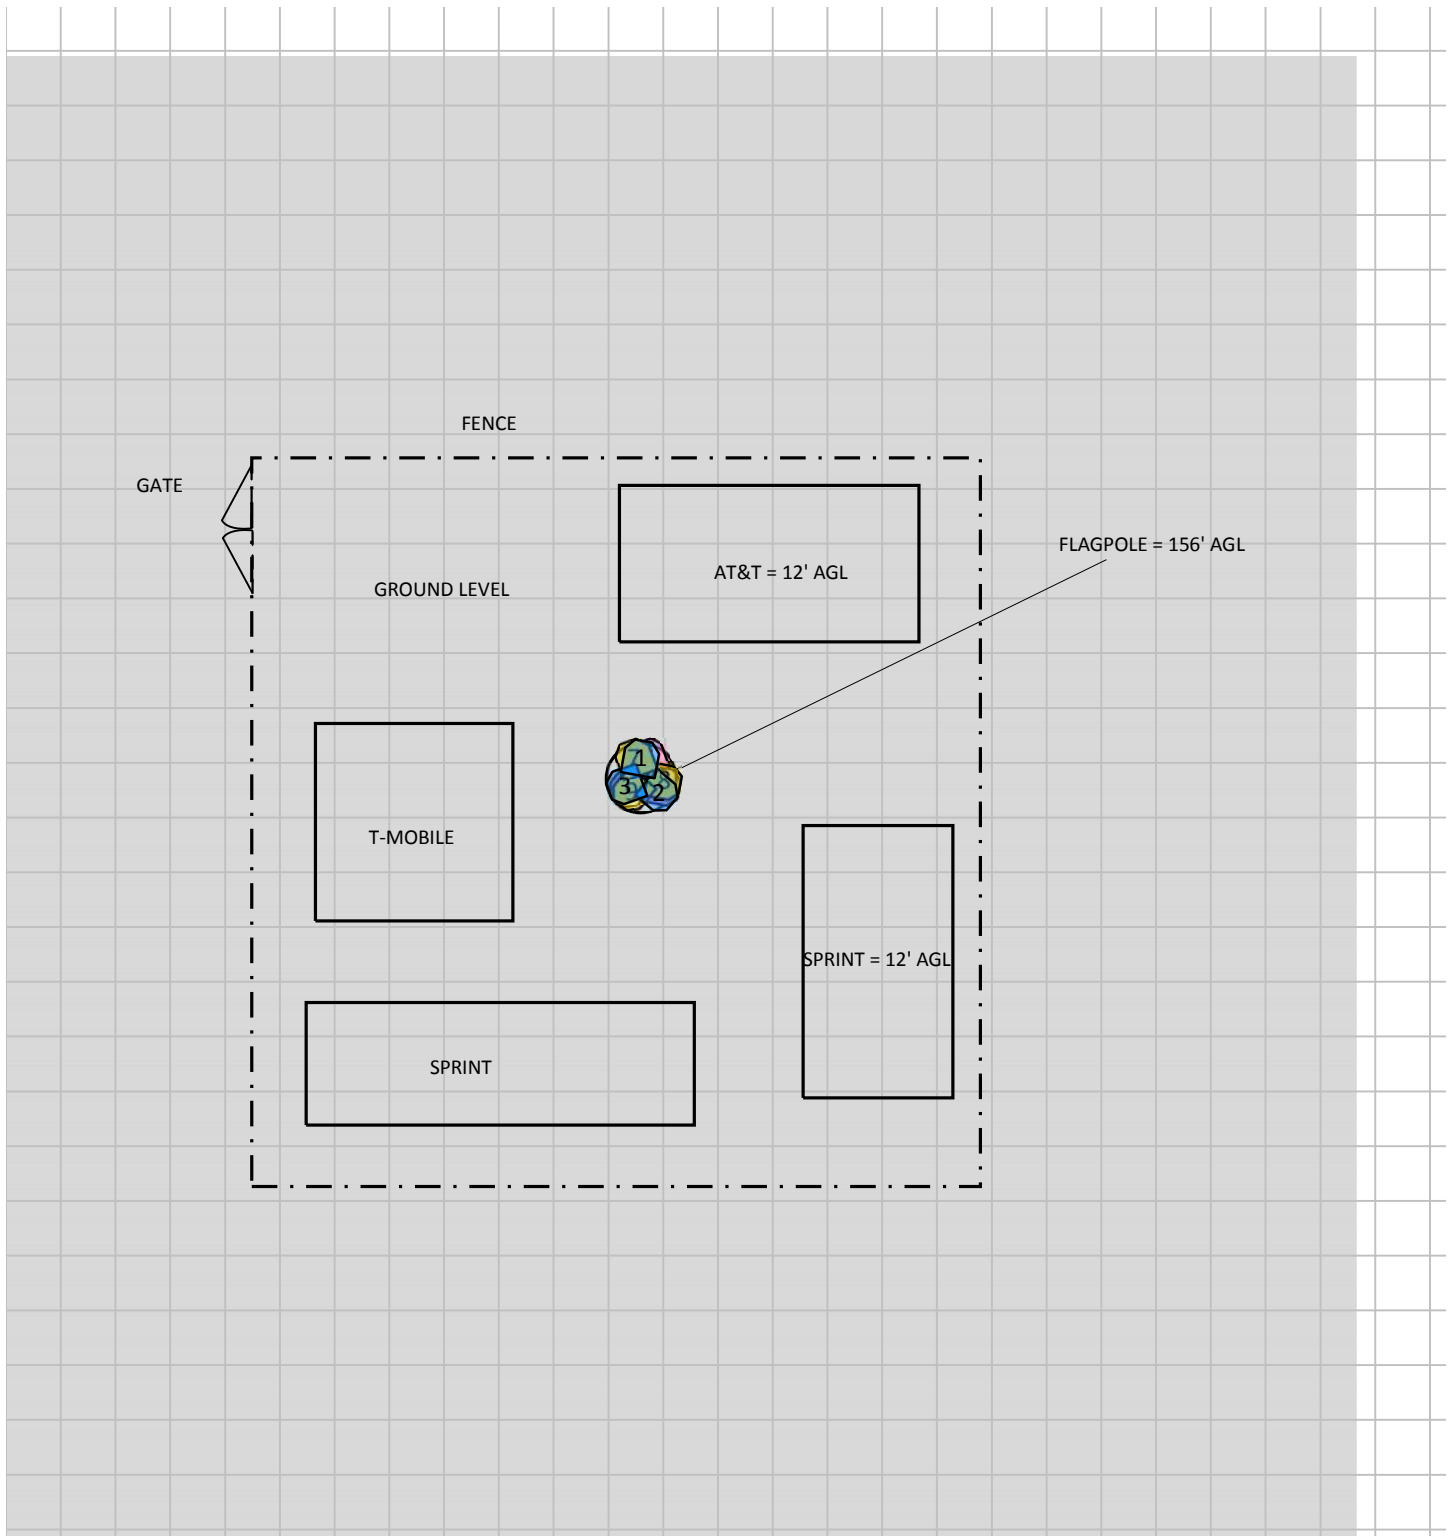 FENCE
GATE
FLAGPOLE = 156' AGL
AT&T = 12' AGL
GROUND LEVEL
1
3
2
T-MOBILE
SPRINT = 12' AGL
SPRINT